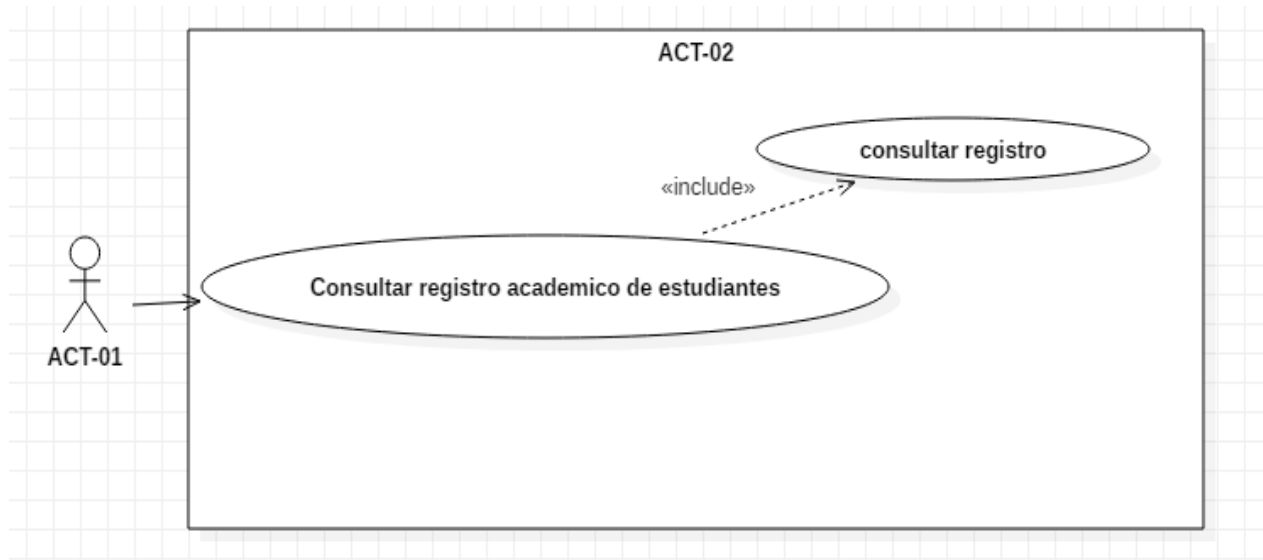 ACT-02
consultar registro
«include»
Consultar registro academico de estudiantes
ACT-01